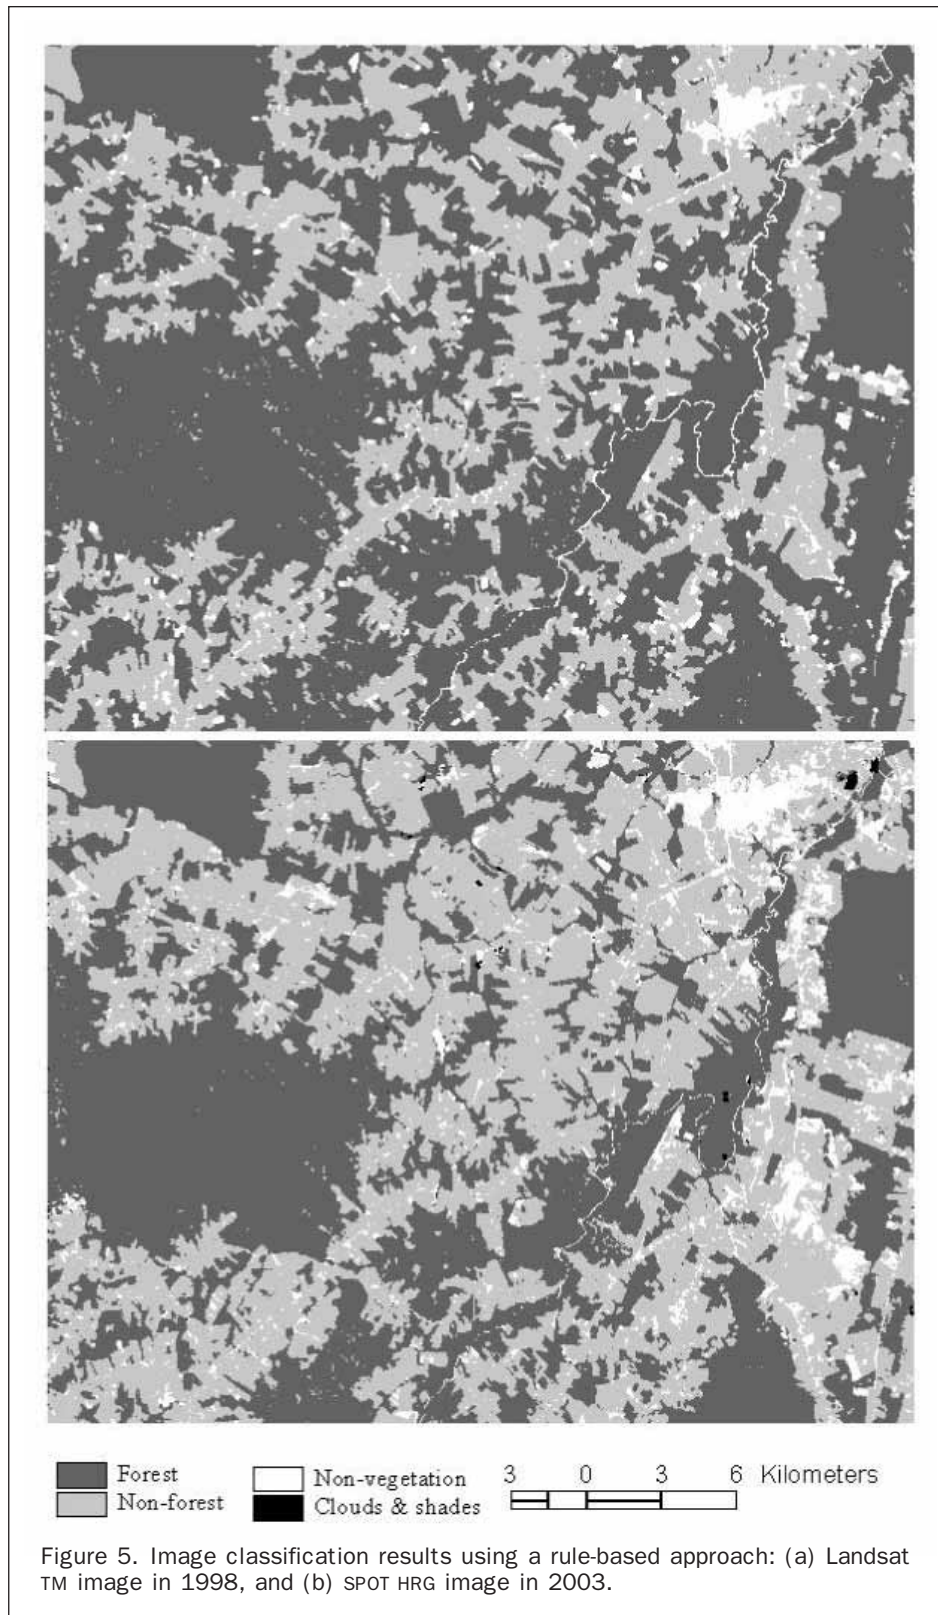 Forest
Non-forest
Non-vegetation
Clouds & shades
3 0 3 6 Kilometers
Figure 5. Image classification results using a rule-based approach: (a) Landsat
TM image in 1998, and (b) SPOT HRG image in 2003.